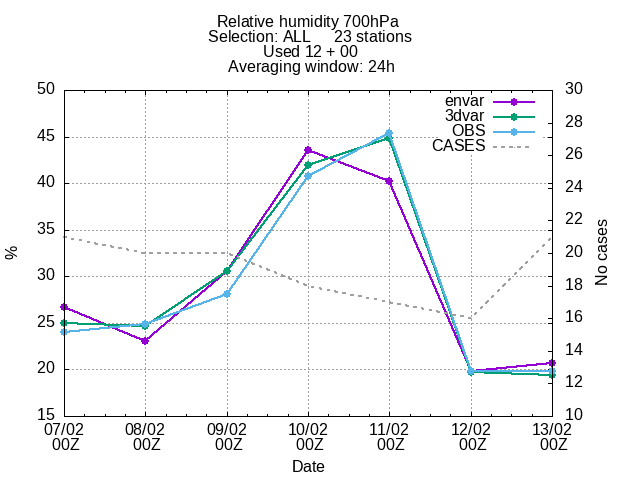 Relative humidity 700hPa
Selection: ALL     23 stations
Used 12 + 00
Averaging window: 24h
50
45
40
35
30
25
20
15
%
30
28
26
24
22
20
18
16
14
12
10
No cases
envar
3dvar
OBS
CASES
07/02 08/02 09/02 10/02 11/02 12/02 13/02
00Z 00Z 00Z 00Z 00Z 00Z 00Z
Date